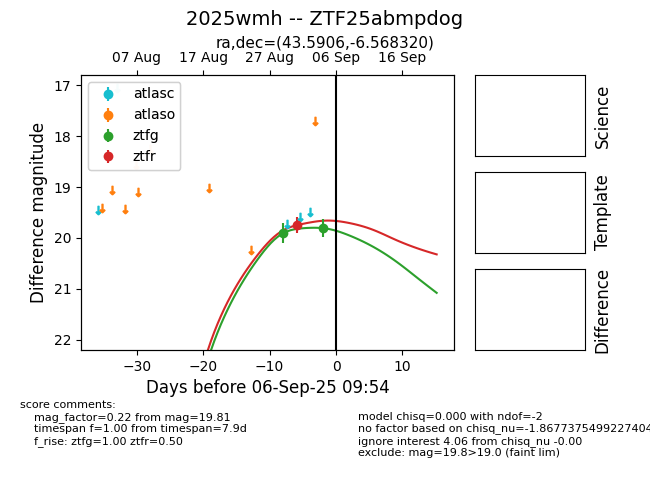 2025wmh -- ZTF25abmpdog
ra,dec=(43.5906,-6.568320)
07 Aug 17 Aug 27 Aug 06 Sep 16 Sep
atlasc
atlaso
ztfg
ztfr
17
18
19
20
21
22
Difference magnitude
−30 −20 −10 0 10
Days before 06-Sep-25 09:54
Science
Template
Difference
score comments:
mag_factor=0.22 from mag=19.81
timespan f=1.00 from timespan=7.9d
f_rise: ztfg=1.00 ztfr=0.50
model chisq=0.000 with ndof=-2
no factor based on chisq_nu=-1.8677375499227404
ignore interest 4.06 from chisq_nu -0.00
exclude: mag=19.8>19.0 (faint lim)